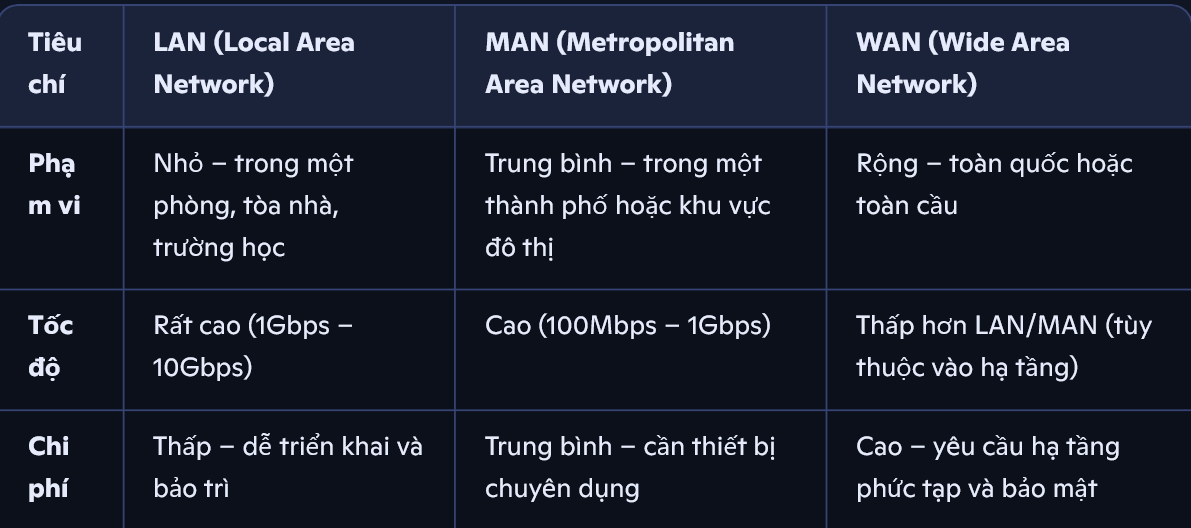 Tiêu chí
LAN (Local Area
Network)
MAN (Metropolitan
Area Network)
WAN (Wide Area
Network)
Phạ
m vi
Nhỏ – trong một
phòng, tòa nhà,
trường học
Trung bình – trong một
thành phố hoặc khu vực
đô thị
Rộng – toàn quốc hoặc
toàn cầu
Tốc
độ
Rất cao (1Gbps –
10Gbps)
Cao (100Mbps – 1Gbps)
Thấp hơn LAN/MAN (tùy
thuộc vào hạ tầng)
Chi
phí
Thấp – dễ triển khai và
bảo trì
Trung bình – cần thiết bị
chuyên dụng
Cao – yêu cầu hạ tầng
phức tạp và bảo mật